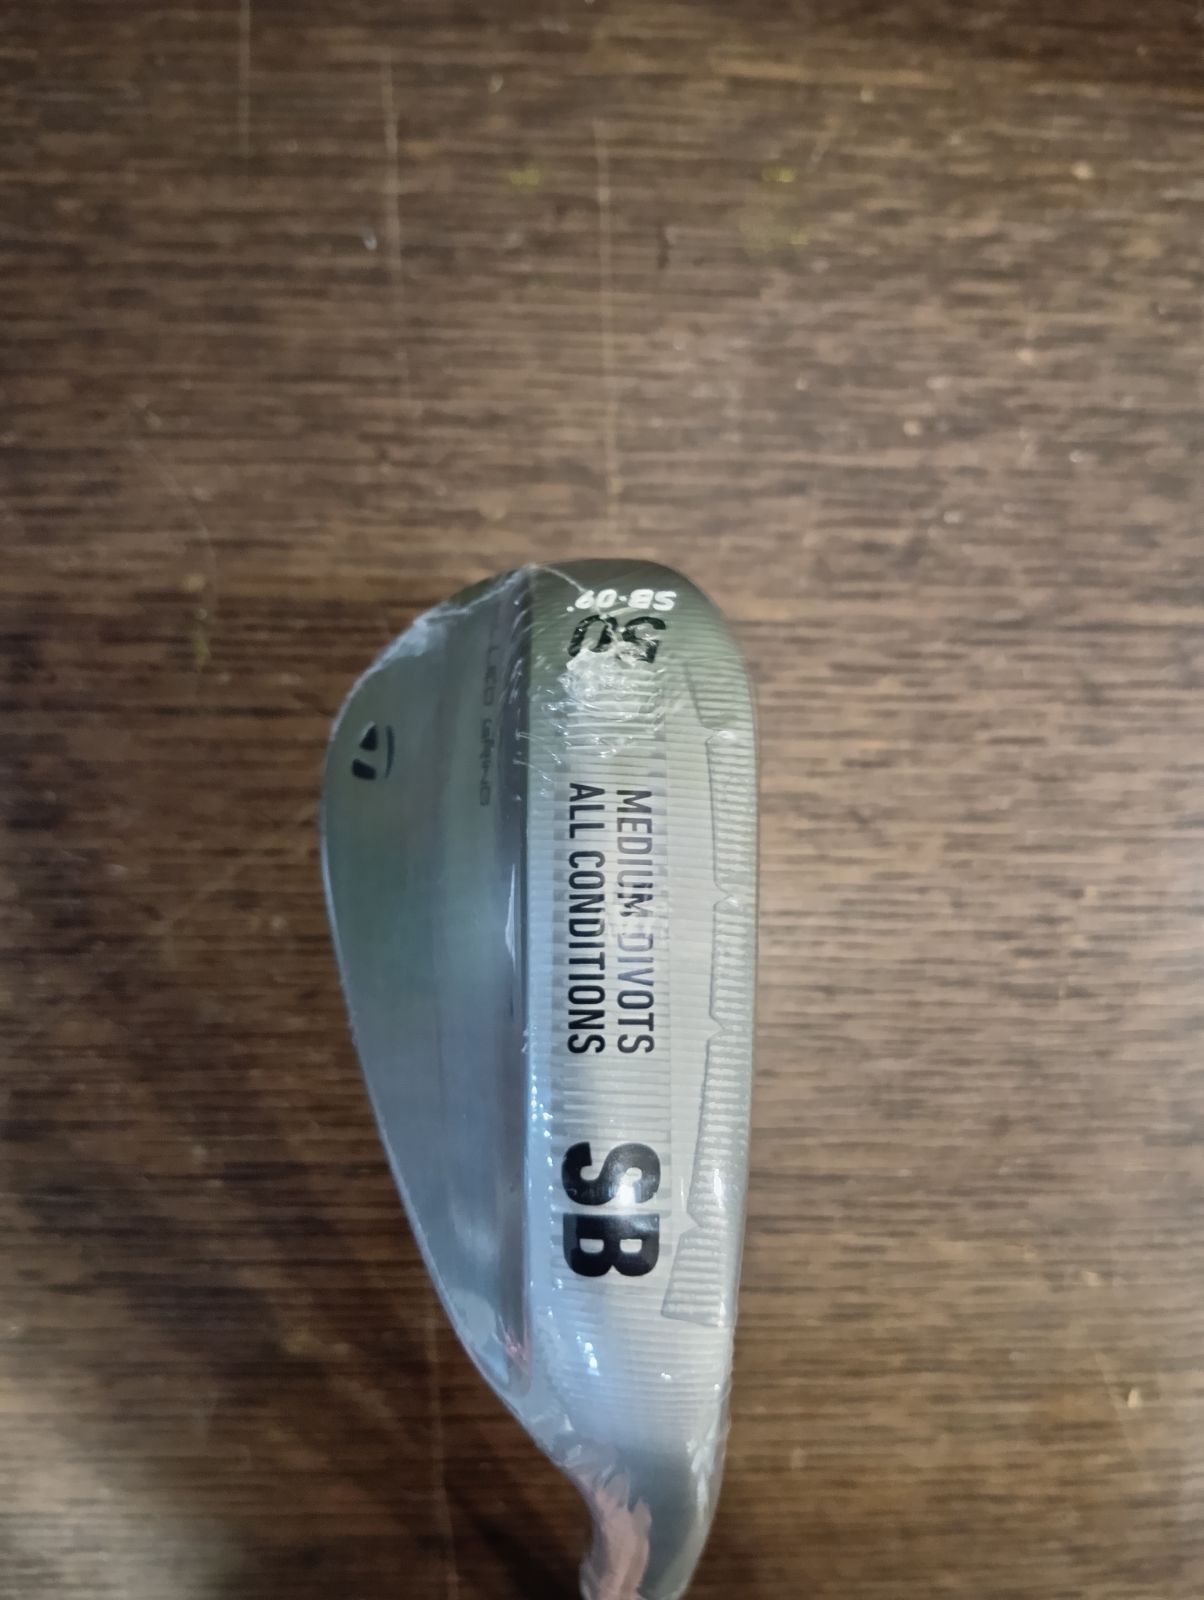 SB·09°
50
MEDIUM DIVOTS
ALL CONDITIONS
SB